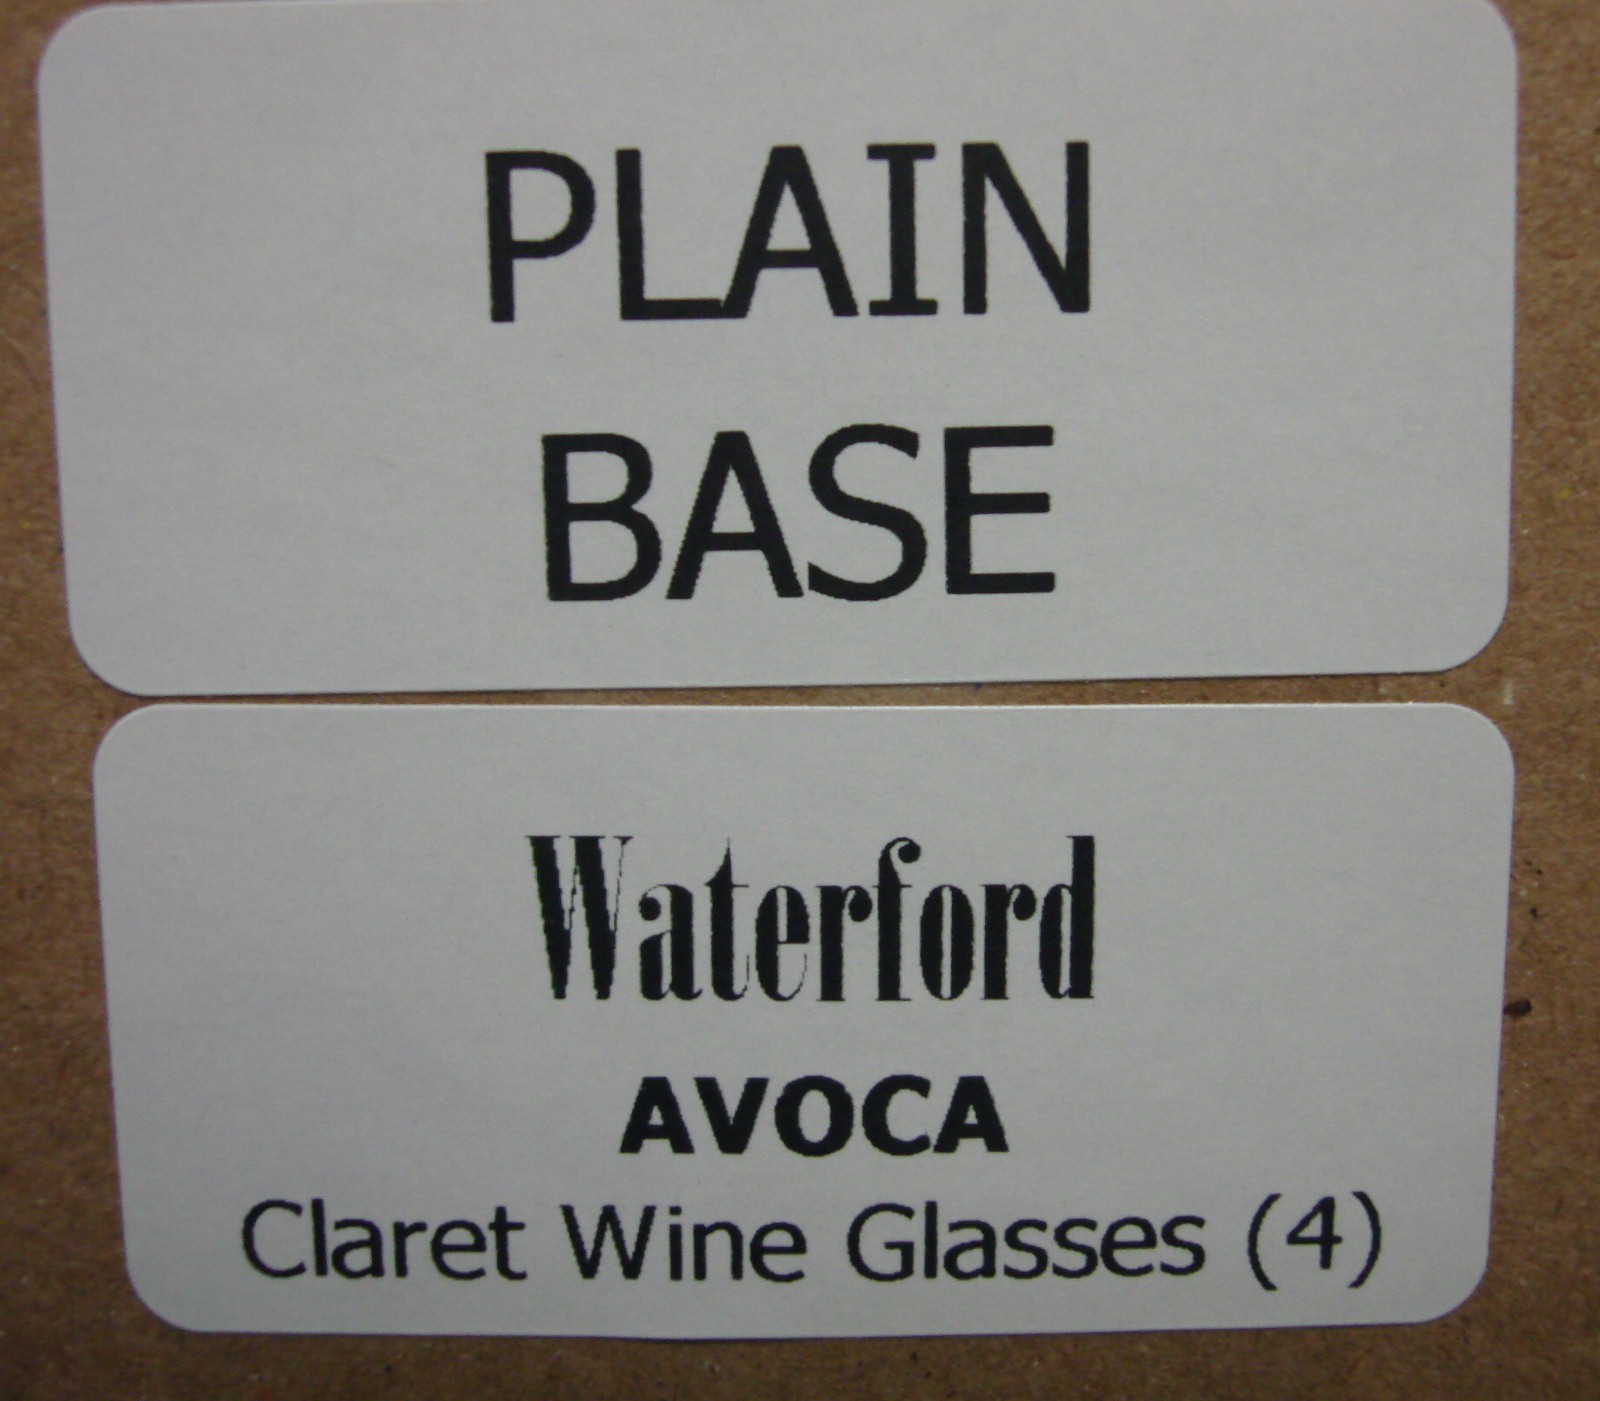 PLAIN
BASE
Waterford
AVOCA
Claret Wine Glasses (4)